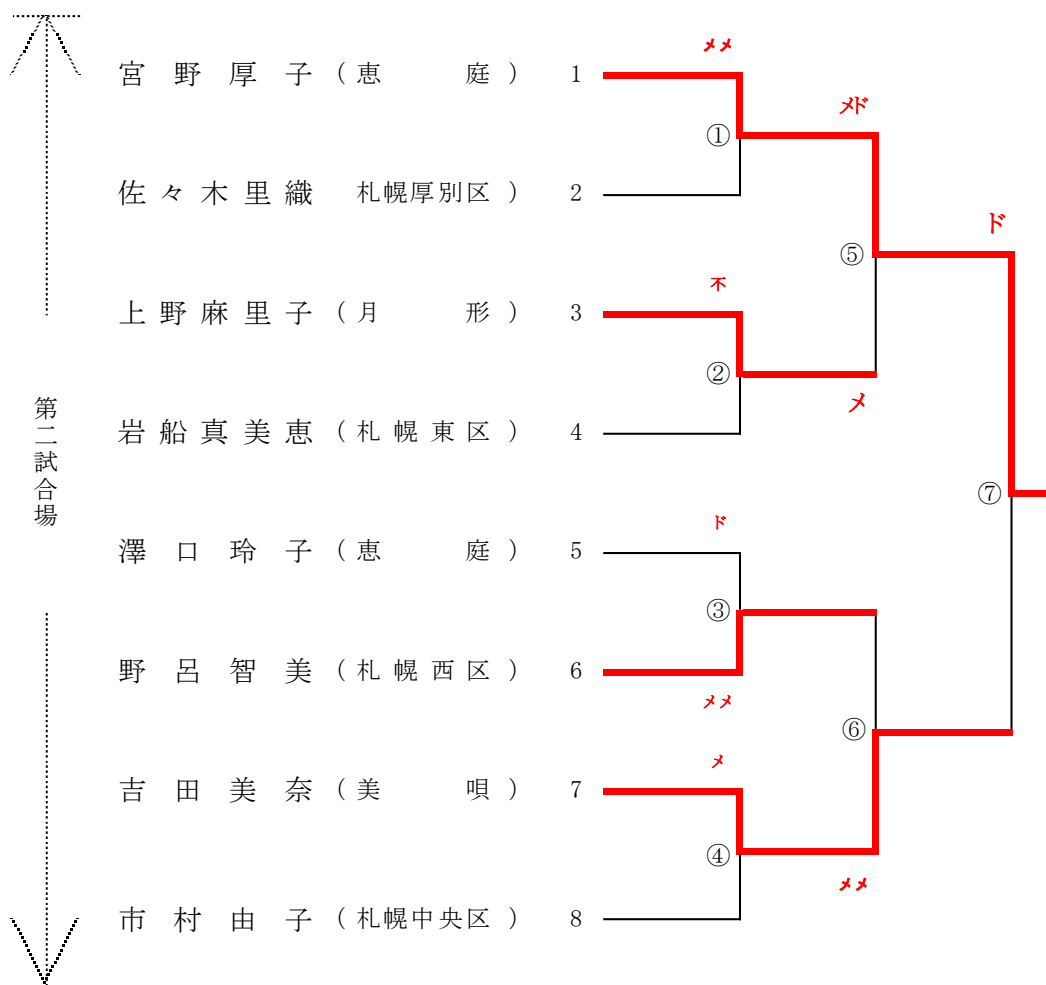 メメ
宮野厚子（恵庭） 1
メド
①
佐々木里織 札幌厚別区） 2
ド
⑤
不
上野麻里子（月形） 3
②
メ
岩船真美恵（札幌東区） 4
第二試合場
⑦
ド
澤口玲子（恵庭） 5
③
野呂智美（札幌西区） 6
メメ
⑥
メ
吉田美奈（美唄） 7
④
メメ
市村由子（札幌中央区） 8